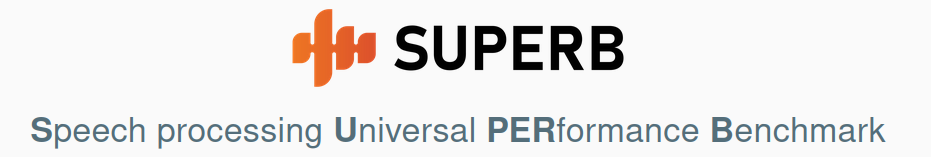 SUPERB
Speech processing Universal PERformance Benchmark